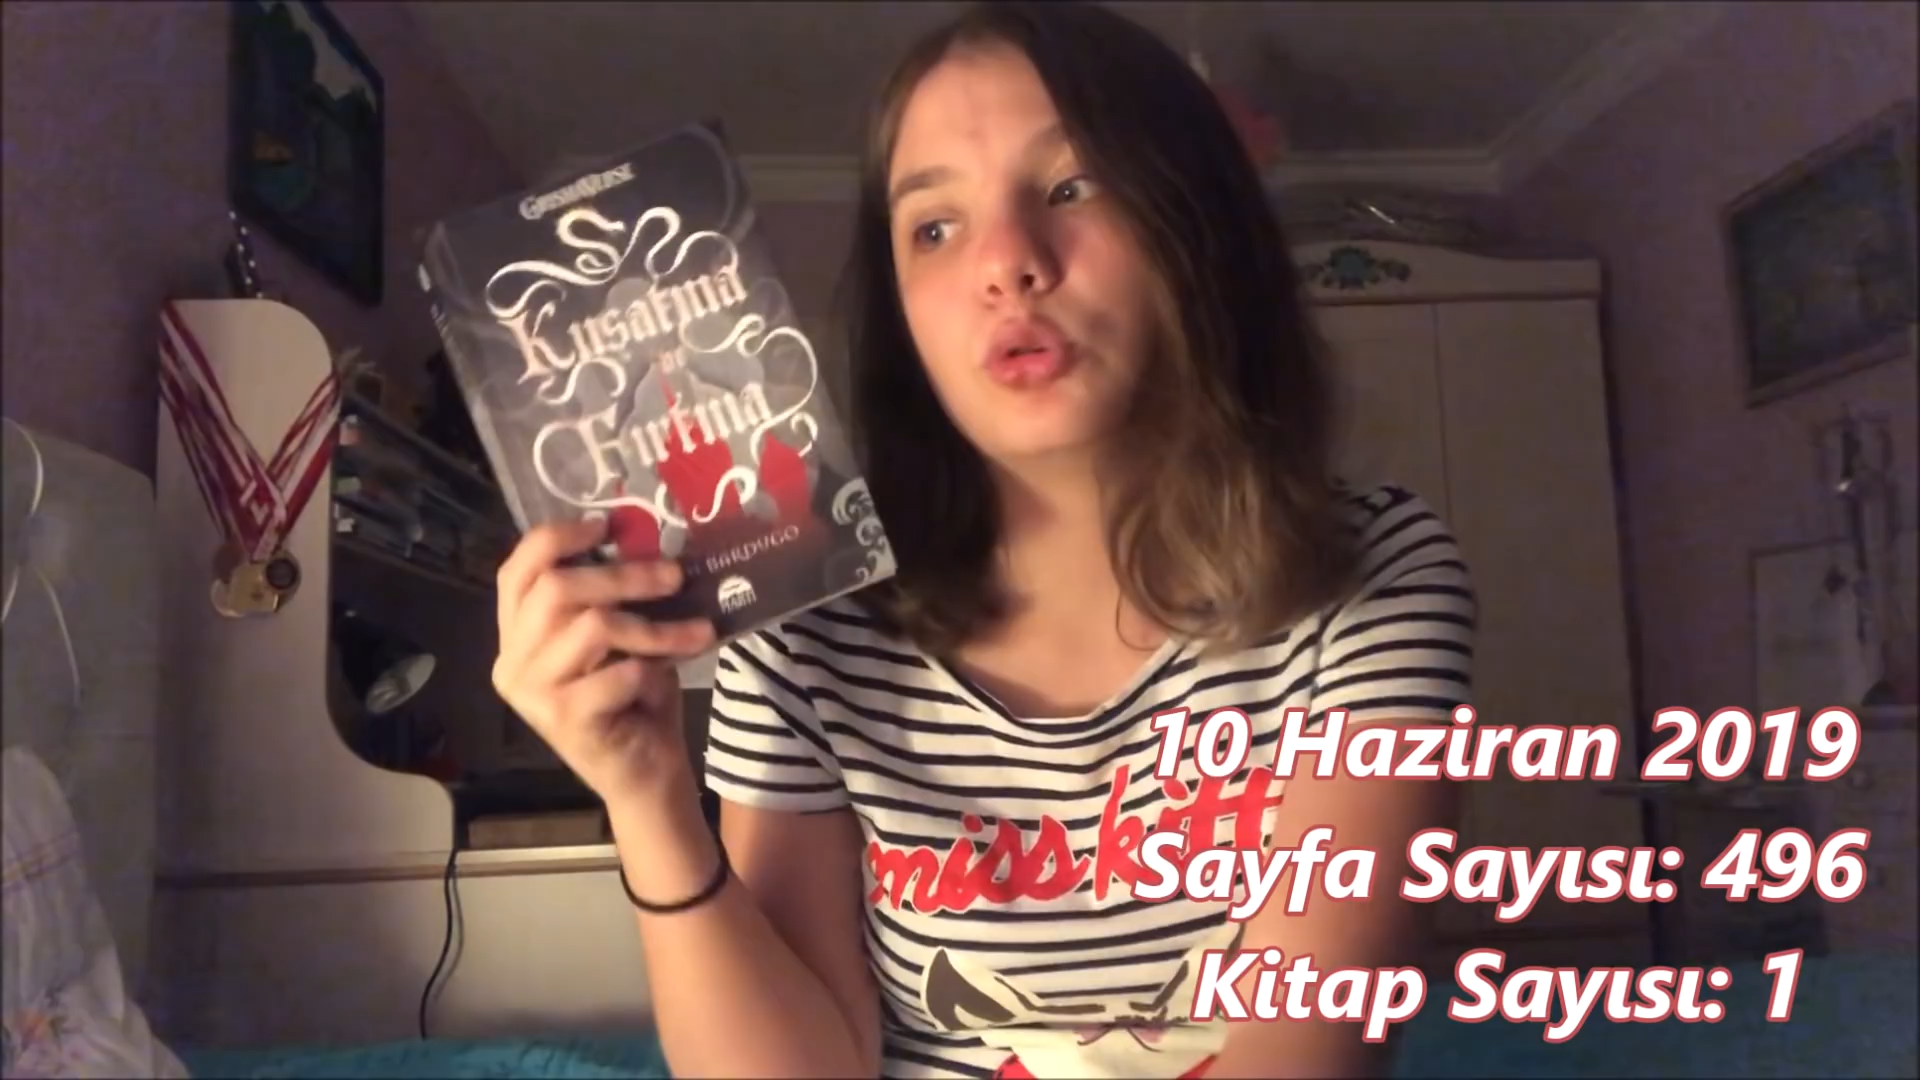 GRISHAVERSE
Kuşatma
ve
Fırtına
BARDUGO
MARTI
miss kitt
10 Haziran 2019
Sayfa Sayısı: 496
Kitap Sayısı: 1